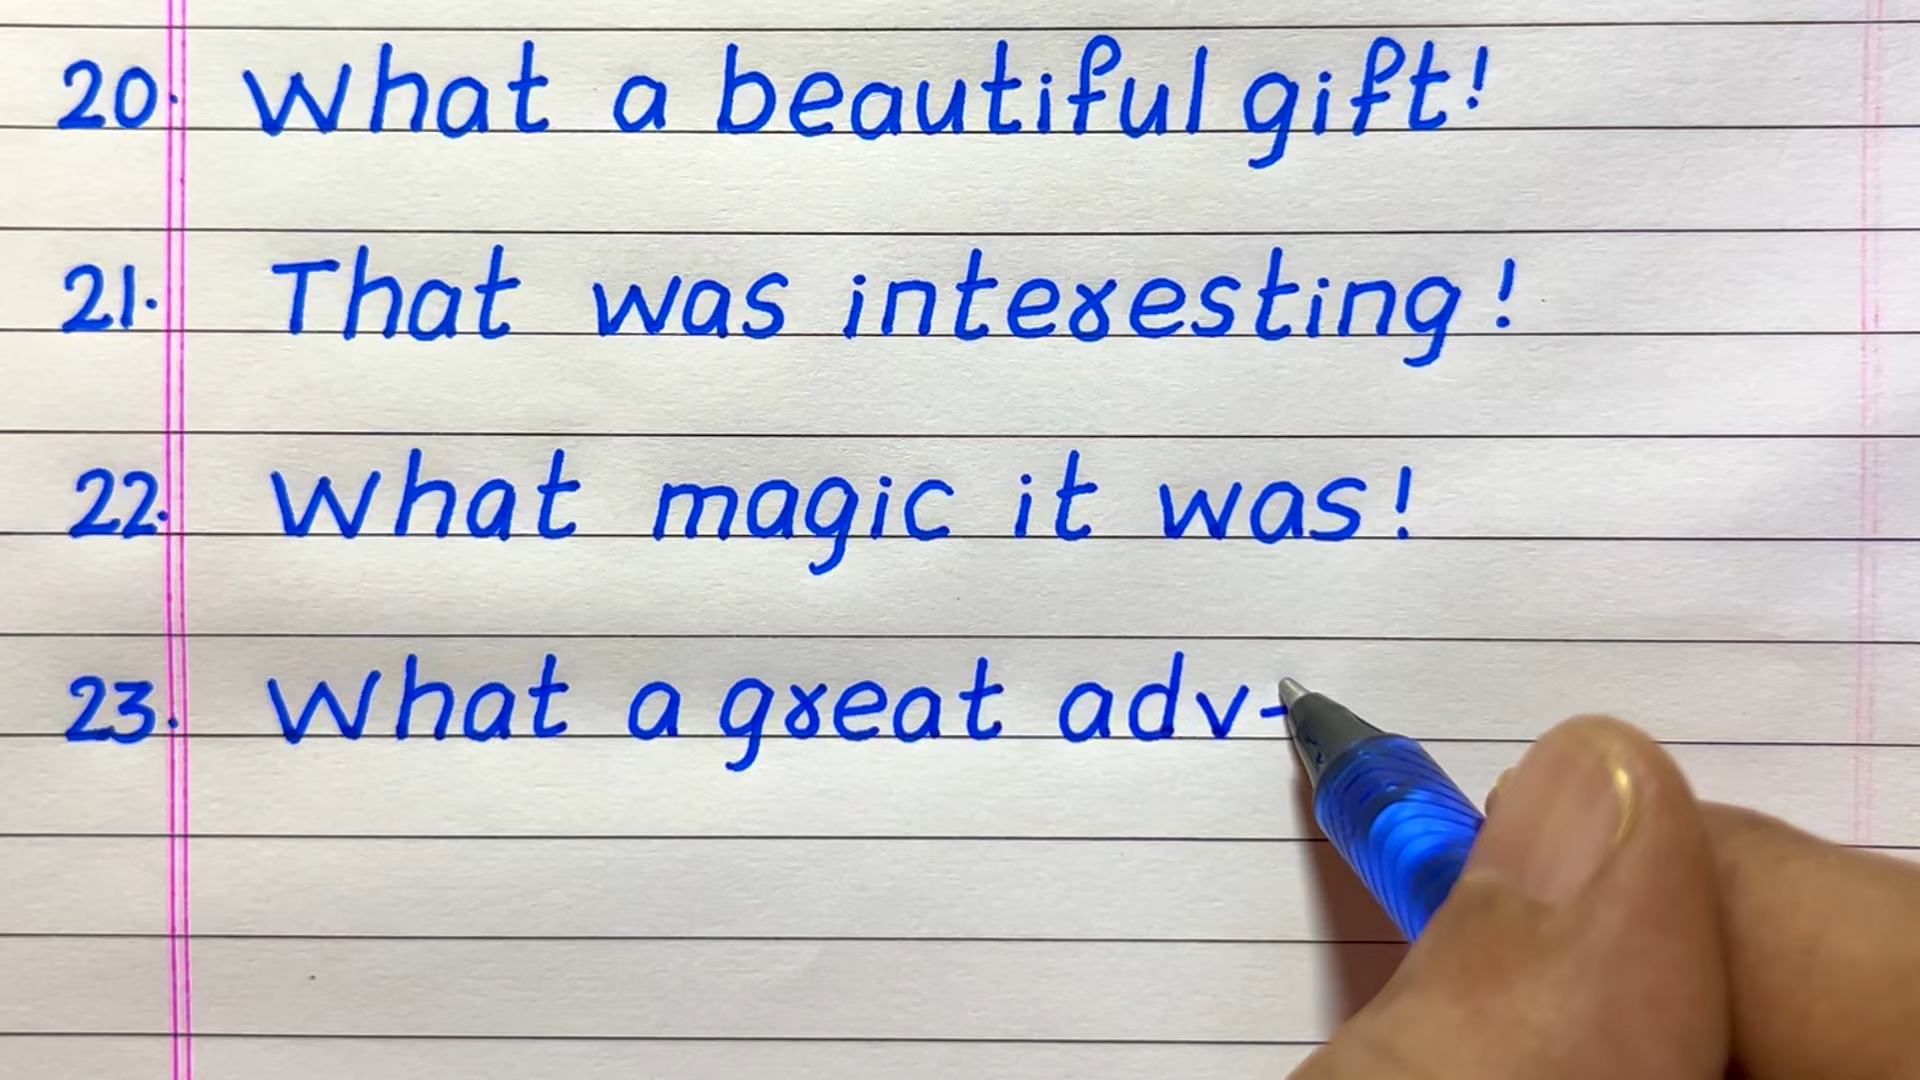 20. What a beautiful gift!
21. That was interesting!
22. What magic it was!
23. What a great adv